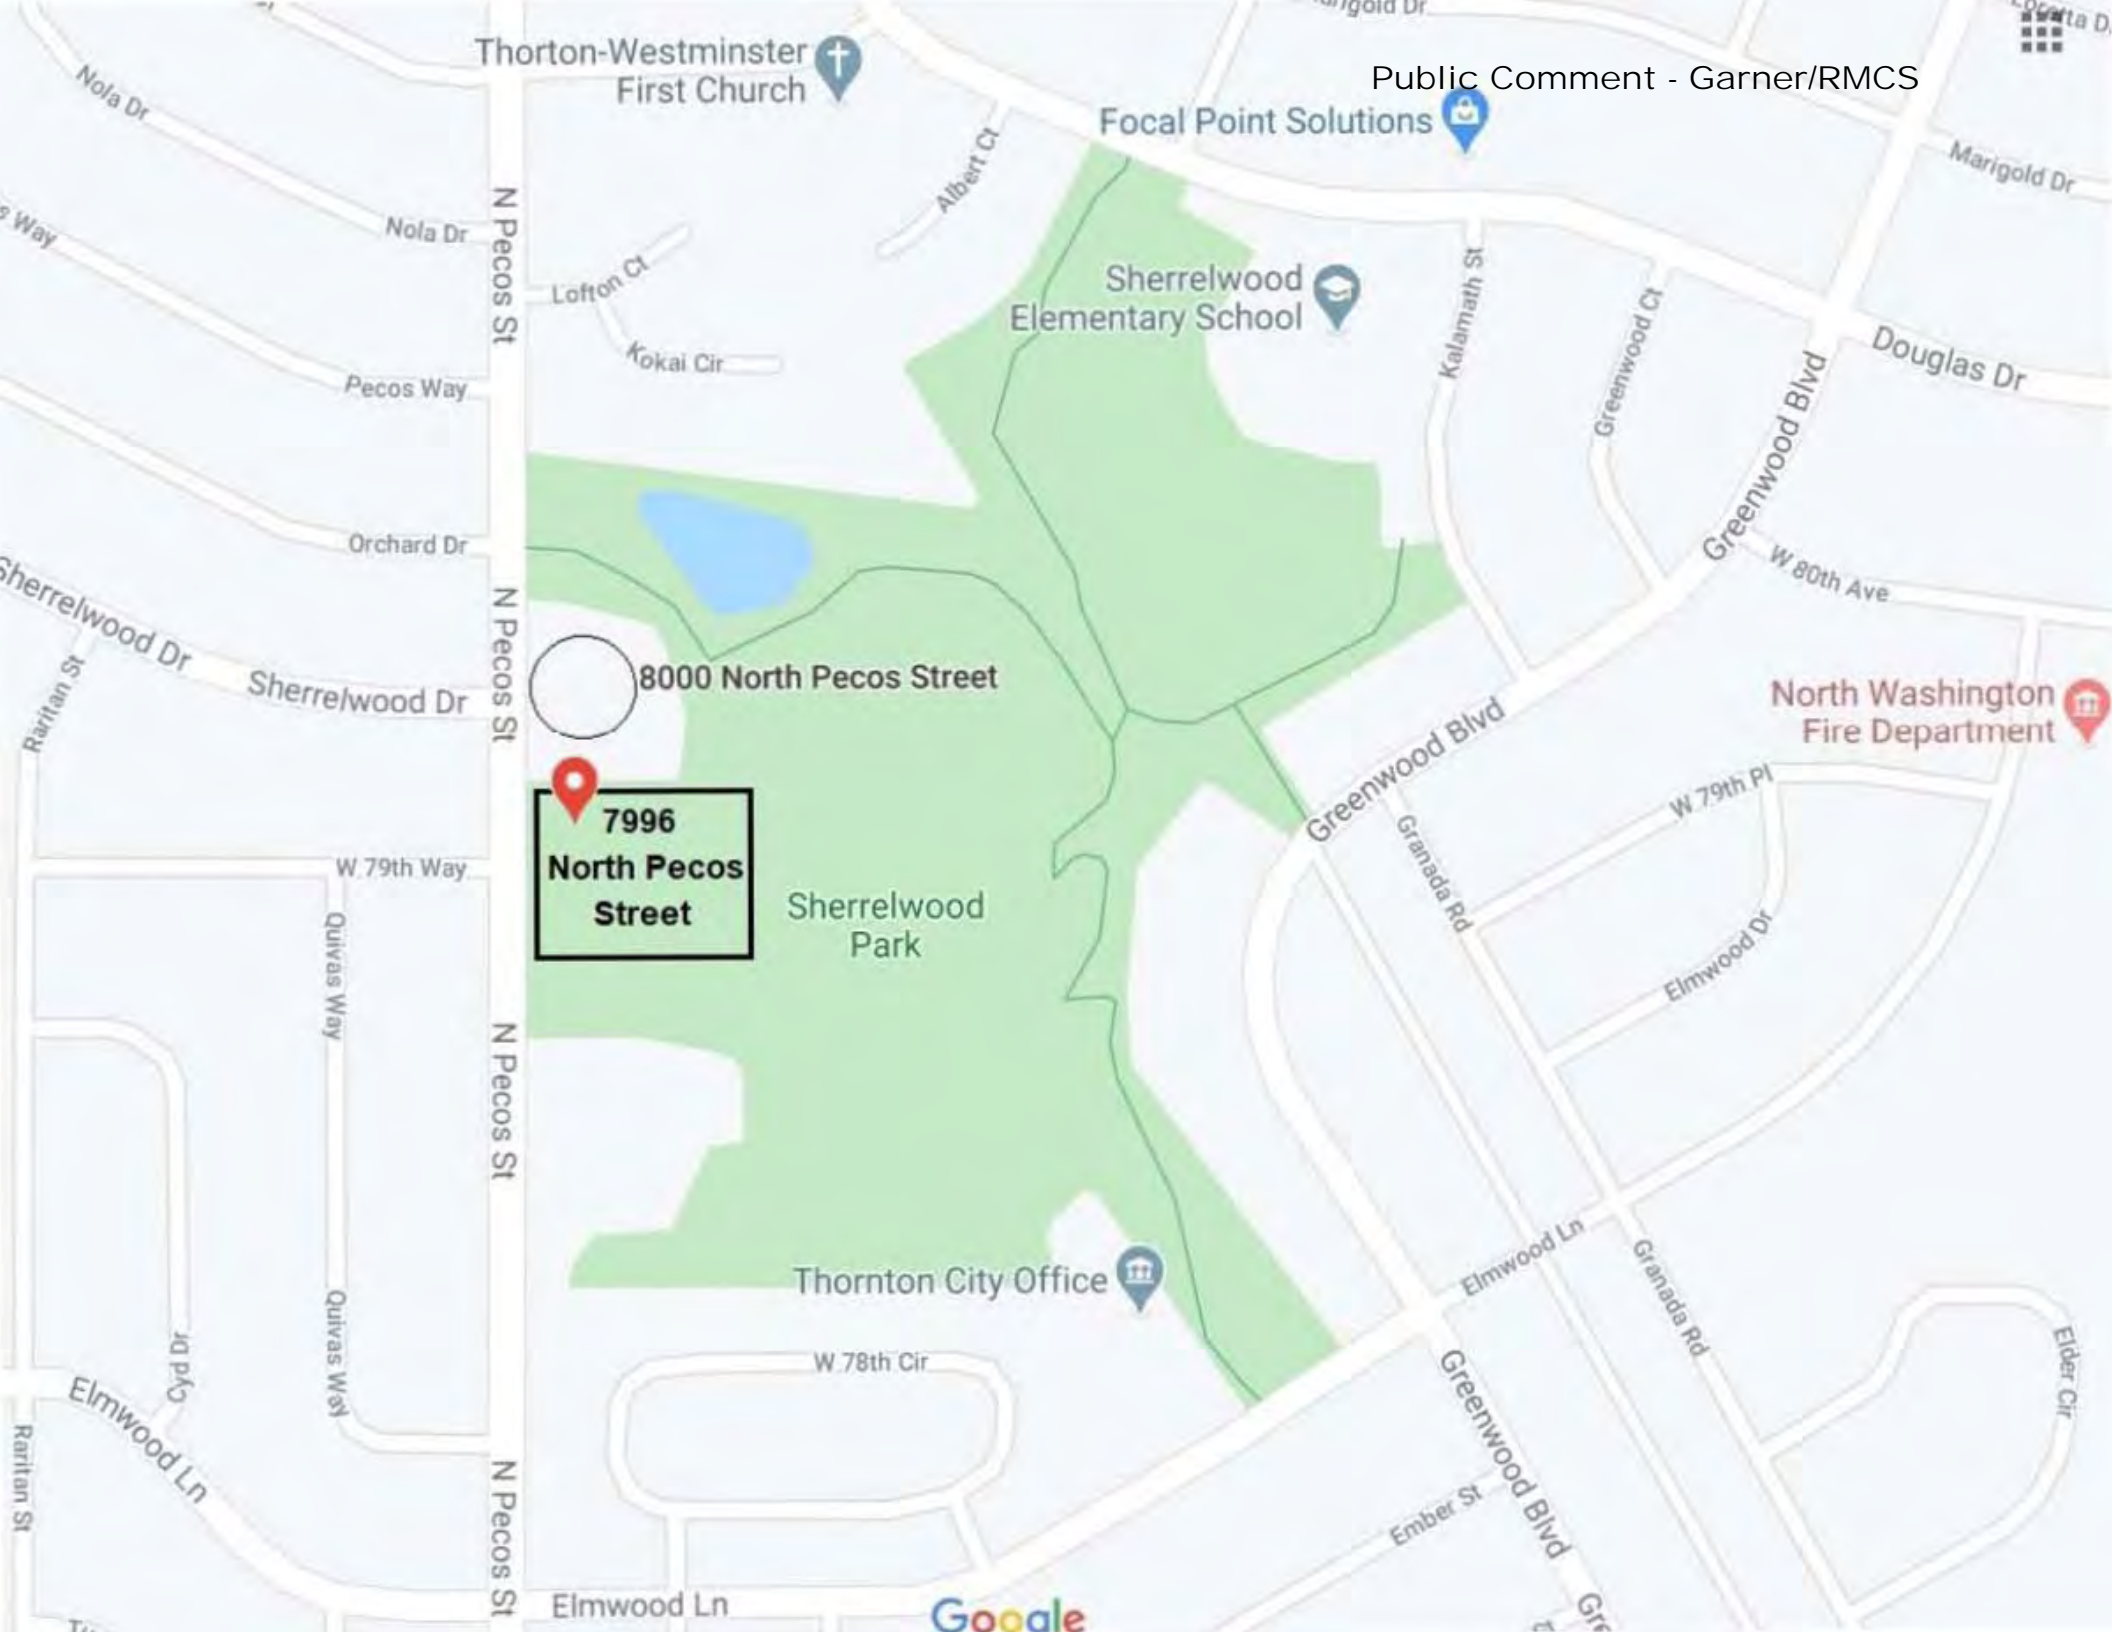 Marigold Dr
Public Comment - Garner/RMCS
Thorton-Westminster
First Church
Focal Point Solutions
Nola Dr
Albert Ct
Marigold Dr
N Pecos St
Nola Dr
s Way
Lofton Ct
Sherrelwood
Elementary School
Kalamath St
Greenwood Ct
Kokai Cir
Pecos Way
Douglas Dr
Greenwood Blvd
Orchard Dr
W 80th Ave
Sherrelwood Dr
Sherrelwood Dr
N Pecos St
8000 North Pecos Street
Raritan St
North Washington
Fire Department
Greenwood Blvd
W 79th Pl
7996
North Pecos
Street
W 79th Way
Granada Rd
Sherrelwood
Park
Quivas Way
Elmwood Dr
N Pecos St
Elmwood Ln
Thornton City Office
Granada Rd
Quivas Way
Cyd Dr
W 78th Cir
Elder Cir
Elmwood Ln
Greenwood Blvd
Raritan St
N Pecos St
Ember St
Elmwood Ln
Google
Gre